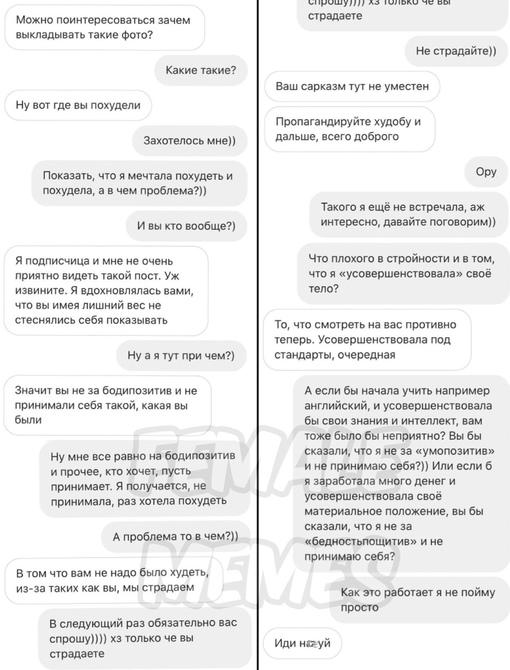 Можно поинтересоваться зачем
выкладывать такие фото?
Какие такие?
Ну вот где вы похудели
Захотелось мне))
Показать, что я мечтала похудеть и
похудела, а в чем проблема?))
И вы кто вообще?)
Я подписчица и мне не очень
приятно видеть такой пост. Уж
извините. Я вдохновлялась вами,
что вы имея лишний вес не
стеснялись себя показывать
Ну а я тут при чем?)
Значит вы не за бодипозитив и не
принимали себя такой, какая вы
были
Ну мне все равно на бодипозитив
и прочее, кто хочет, пусть
принимает. Я получается, не
принимала, раз хотела похудеть
А проблема то в чем?))
В том что вам не надо было худеть,
из-за таких как вы, мы страдаем
В следующий раз обязательно вас
спрошу)))) хз только че вы
страдаете
спрошу)))) хз только че вы
страдаете
Не страдайте))
Ваш сарказм тут не уместен
Пропагандируйте худобу и
дальше, всего доброго
Ору
Такого я ещё не встречала, аж
интересно, давайте поговорим))
Что плохого в стройности и в том,
что я «усовершенствовала» своё
тело?
То, что смотреть на вас противно
теперь. Усовершенствовала под
стандарты, очередная
А если бы начала учить например
английский, и усовершенствовала
бы свои знания и интеллект, вам
тоже было бы неприятно? Вы бы
сказали, что я не за «умопозитив»
и не принимаю себя?)) Или если б
я заработала много денег и
усовершенствовала своё
материальное положение, вы бы
сказали, что я не за
«бедностьпощитив» и не
принимаю себя?
Как это работает я не пойму
просто
Иди на уй
FEMALE
MEMES